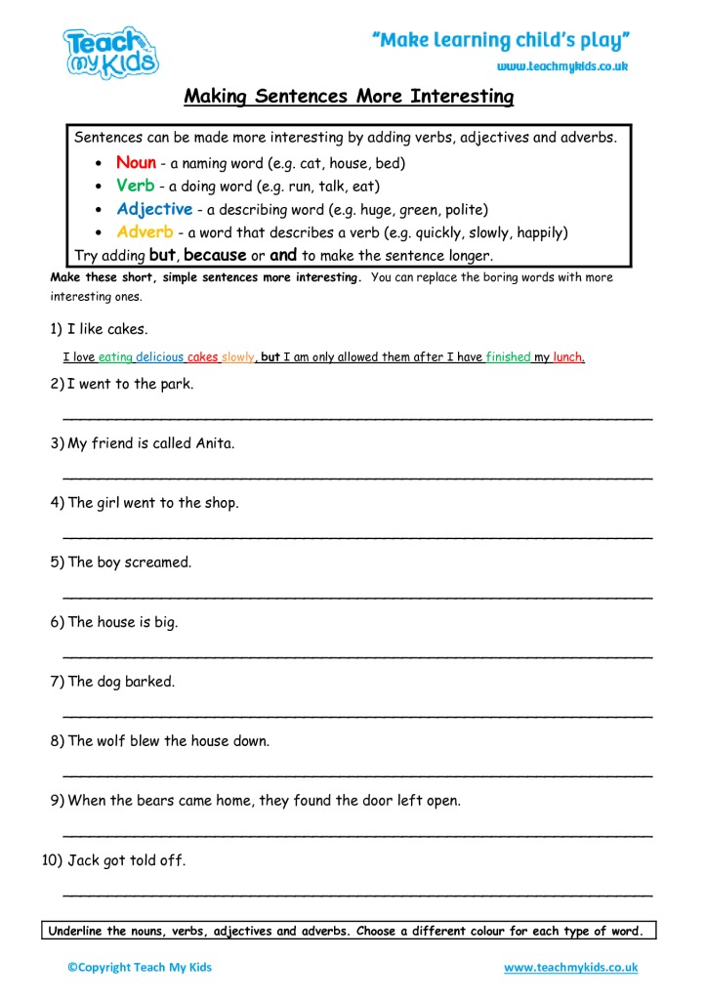 Teach
my Kids
“Make learning child’s play”
www.teachmykids.co.uk
Making Sentences More Interesting
Sentences can be made more interesting by adding verbs, adjectives and adverbs.
• Noun - a naming word (e.g. cat, house, bed)
• Verb - a doing word (e.g. run, talk, eat)
• Adjective - a describing word (e.g. huge, green, polite)
• Adverb - a word that describes a verb (e.g. quickly, slowly, happily)
Try adding but, because or and to make the sentence longer.
Make these short, simple sentences more interesting. You can replace the boring words with more
interesting ones.
1) I like cakes.
I love eating delicious cakes slowly, but I am only allowed them after I have finished my lunch.
2) I went to the park.
3) My friend is called Anita.
4) The girl went to the shop.
5) The boy screamed.
6) The house is big.
7) The dog barked.
8) The wolf blew the house down.
9) When the bears came home, they found the door left open.
10) Jack got told off.
Underline the nouns, verbs, adjectives and adverbs. Choose a different colour for each type of word.
©Copyright Teach My Kids
www.teachmykids.co.uk